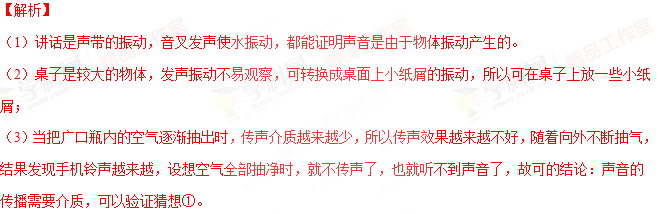 【解析】
（1）讲话是声带的振动，音叉发声使水振动，都能证明声音是由于物体振动产生的。
（2）桌子是较大的物体，发声振动不易观察，可转换成桌面上小纸屑的振动，所以可在桌子上放一些小纸
屑；
（3）当把广口瓶内的空气逐渐抽出时，传声介质越来越少，所以传声效果越来越不好，随着向外不断抽气，
结果发现手机铃声越来越，设想空气全部抽净时，就不传声了，也就听不到声音了，故可的结论：声音的
传播需要介质，可以验证猜想①。